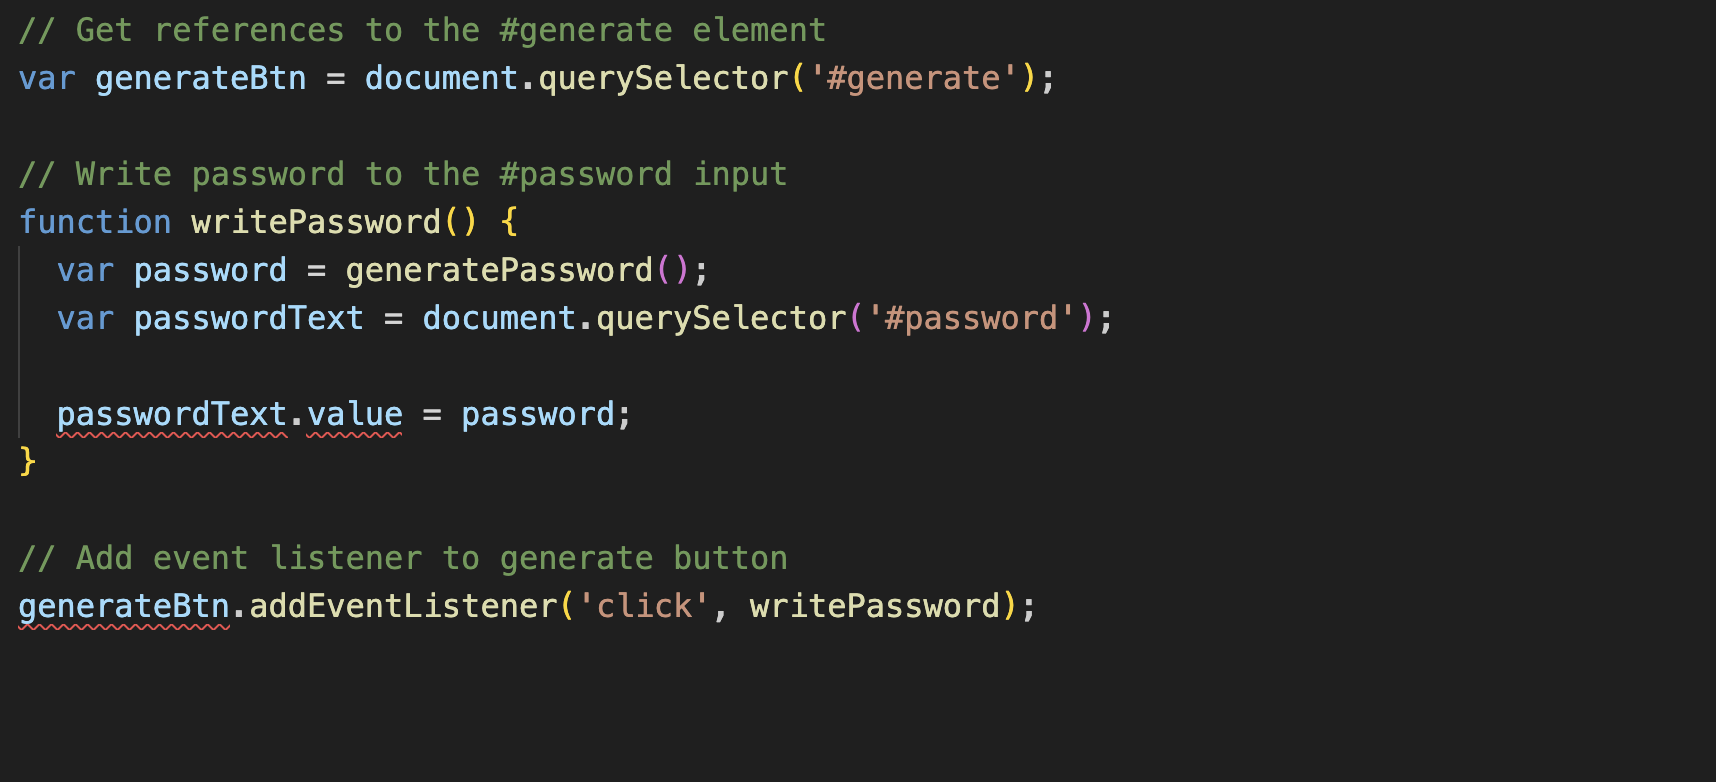 // Get references to the #generate element
var generateBtn = document.querySelector('#generate');
// Write password to the #password input
function writePassword() {
  var password = generatePassword();
  var passwordText = document.querySelector('#password');
  passwordText.value = password;
}
// Add event listener to generate button
generateBtn.addEventListener('click', writePassword);